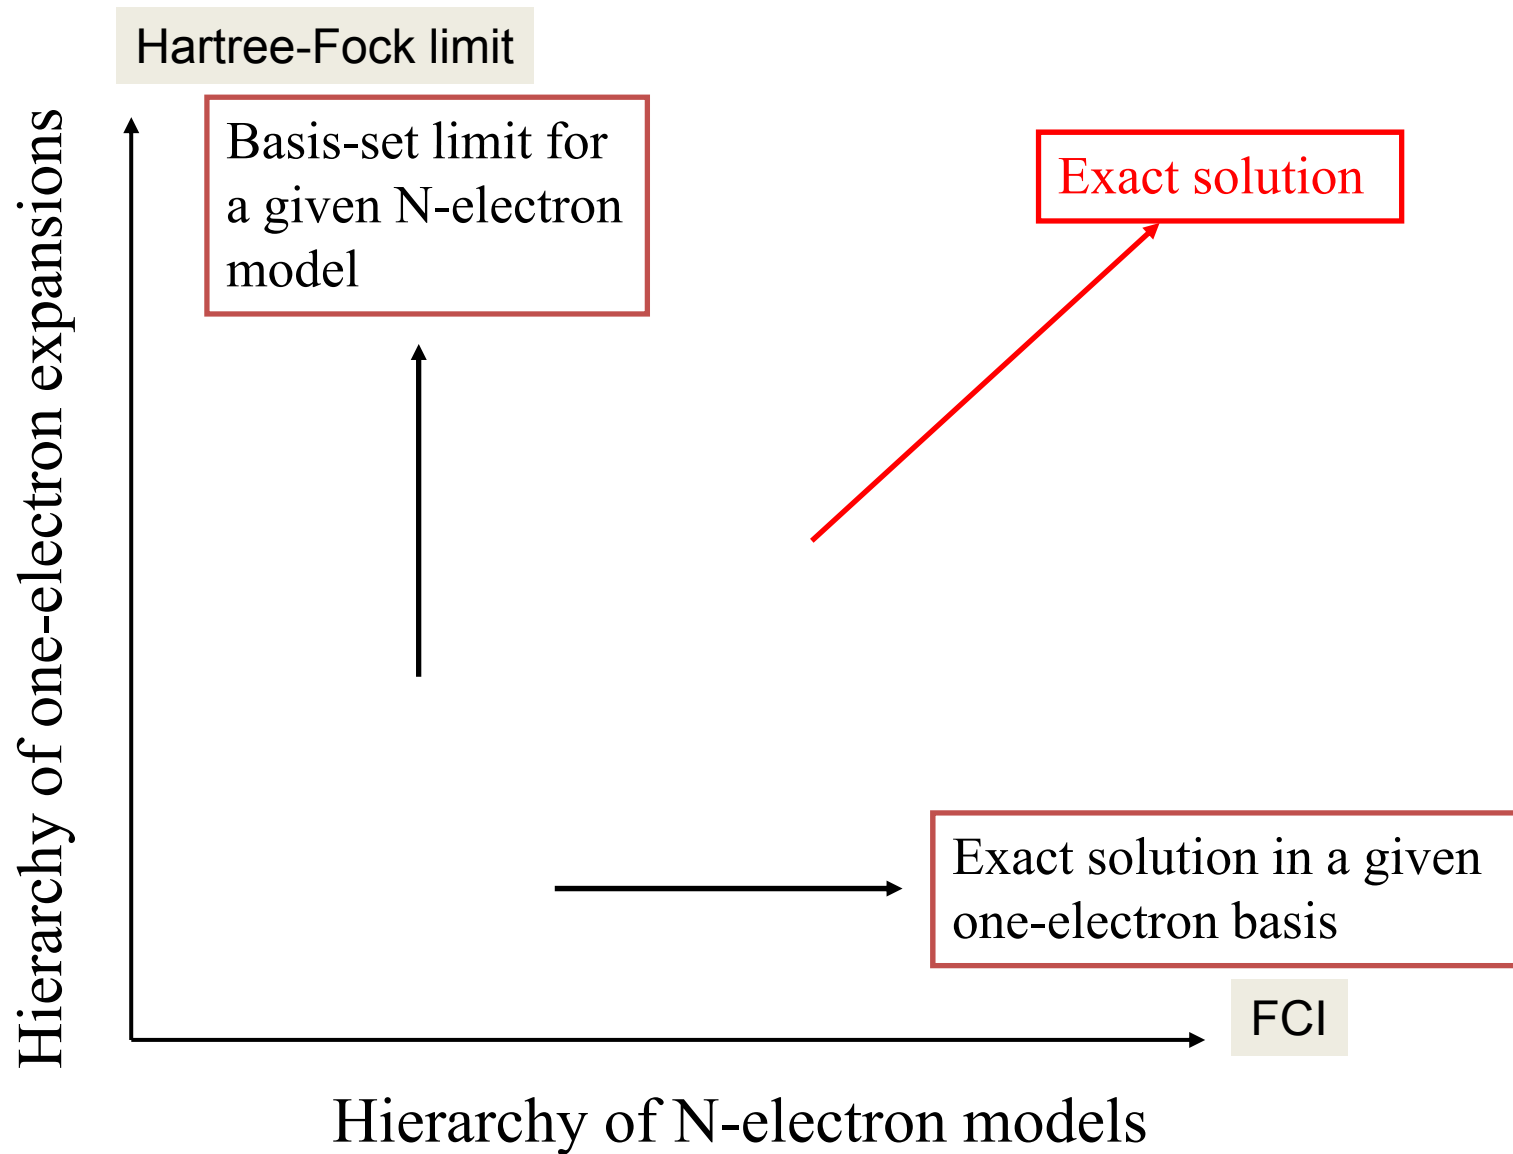 Hartree-Fock limit
Hierarchy of one-electron expansions
Basis-set limit for
a given N-electron
model
Exact solution
Exact solution in a given
one-electron basis
FCI
Hierarchy of N-electron models